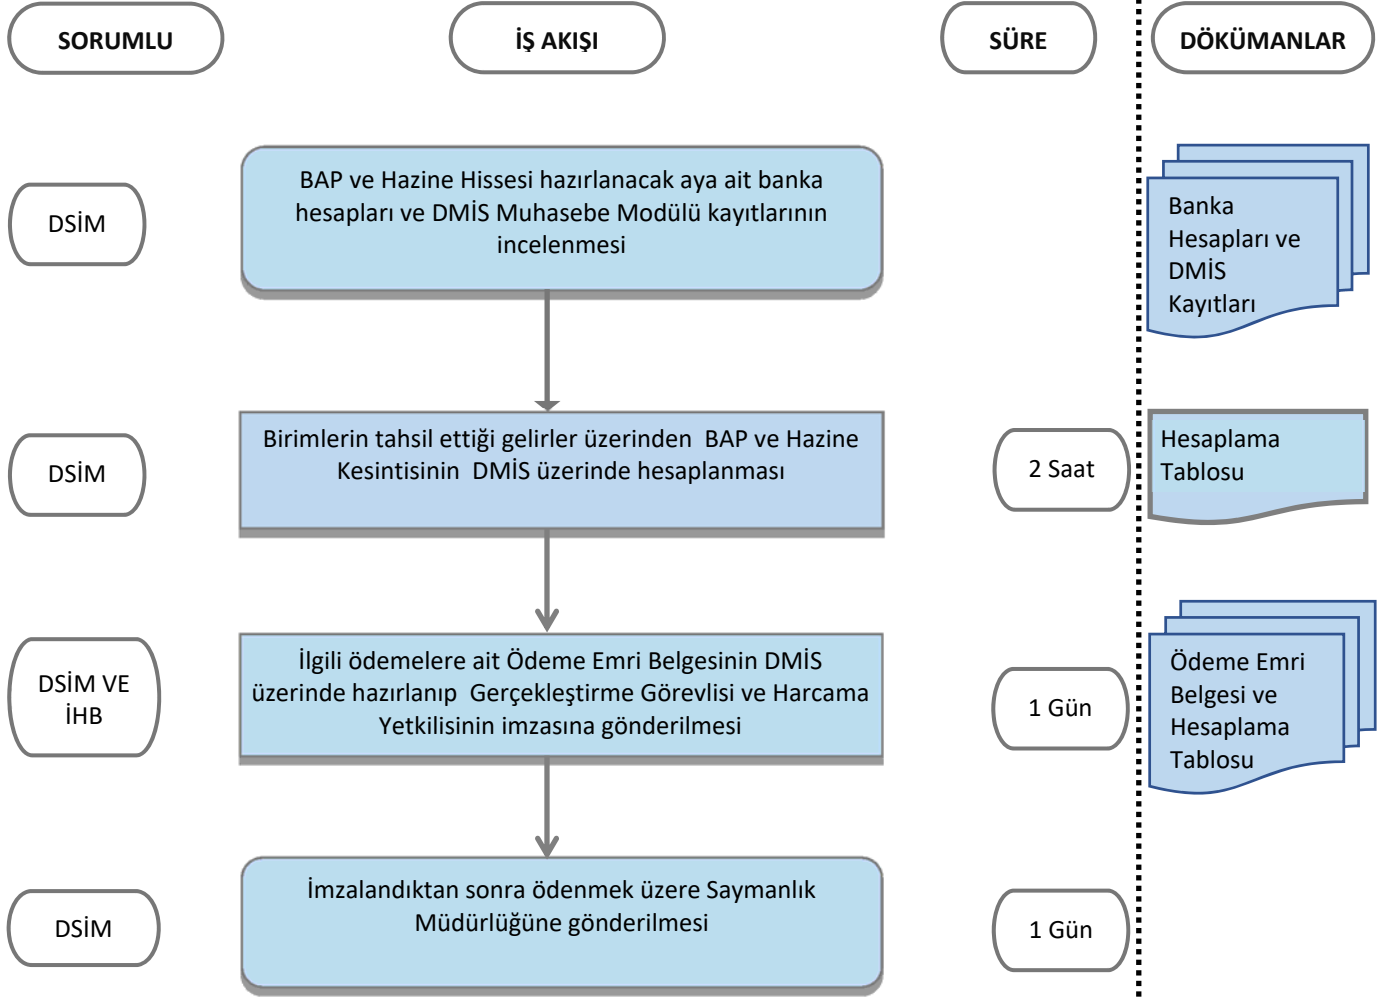 SORUMLU
İŞ AKIŞI
SÜRE
DÖKÜMANLAR
DSİM
BAP ve Hazine Hissesi hazırlanacak aya ait banka
hesapları ve DMİS Muhasebe Modülü kayıtlarının
incelenmesi
Banka
Hesapları ve
DMİS
Kayıtları
DSİM
Birimlerin tahsil ettiği gelirler üzerinden BAP ve Hazine
Kesintisinin DMİS üzerinde hesaplanması
2 Saat
Hesaplama
Tablosu
DSİM VE
İHB
İlgili ödemelere ait Ödeme Emri Belgesinin DMİS
üzerinde hazırlanıp Gerçekleştirme Görevlisi ve Harcama
Yetkilisinin imzasına gönderilmesi
1 Gün
Ödeme Emri
Belgesi ve
Hesaplama
Tablosu
DSİM
İmzalandıktan sonra ödenmek üzere Saymanlık
Müdürlüğüne gönderilmesi
1 Gün